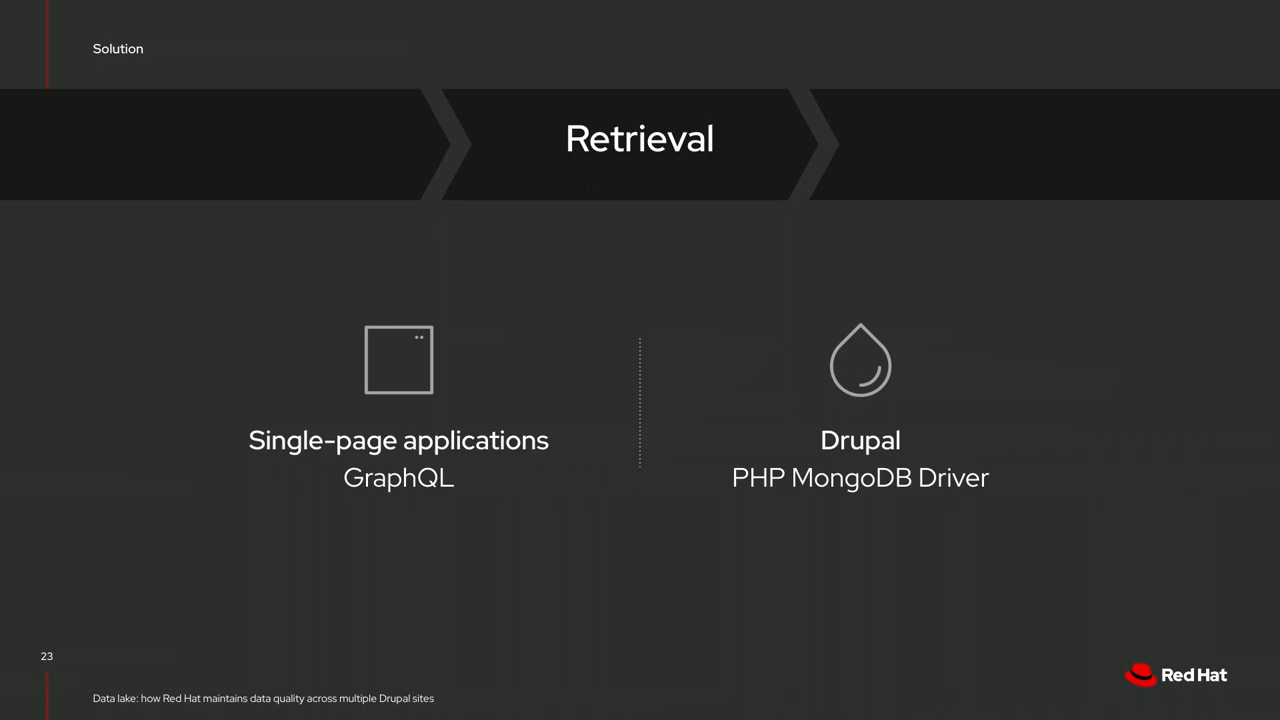 Solution
Retrieval
Single-page applications
GraphQL
Drupal
PHP MongoDB Driver
23
Red Hat
Data lake: how Red Hat maintains data quality across multiple Drupal sites